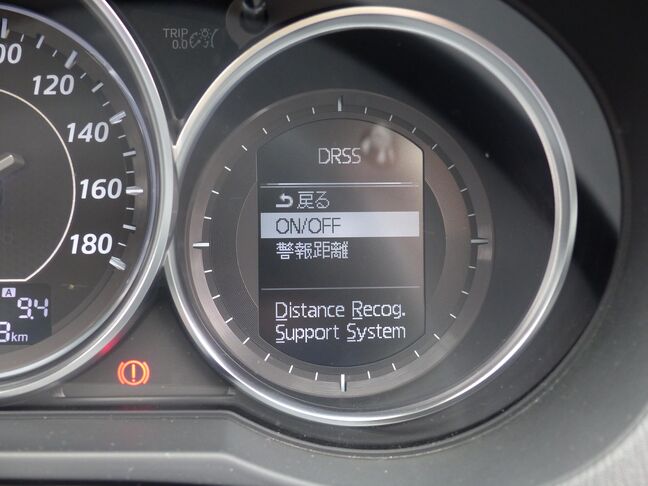 TRIP
0.0
120
140
160
180
A
9.4
km
DRSS
戻る
ON/OFF
警報距離
Distance Recog.
Support System